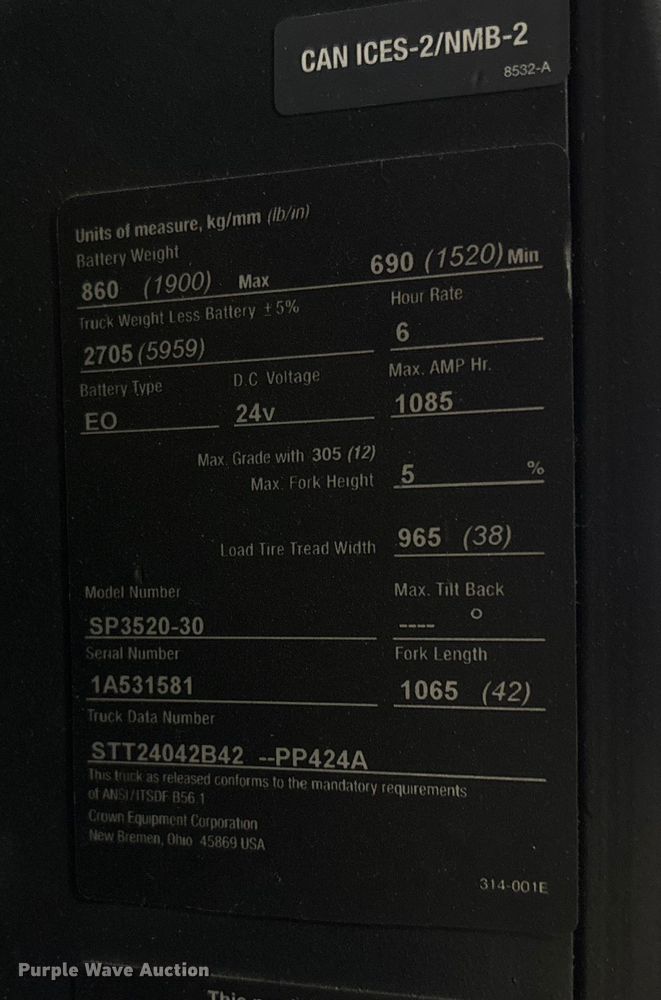 CAN ICES-2/NMB-2
8532-A
Units of measure, kg/mm (lb/in)
Battery Weight
860 (1900) Max 690 (1520) Min
Truck Weight Less Battery ± 5% Hour Rate
2705 (5959) 6
Battery Type D.C. Voltage Max. AMP Hr.
EO 24v 1085
Max. Grade with 305 (12)
Max. Fork Height 5 %
Load Tire Tread Width 965 (38)
Model Number Max. Tilt Back
SP3520-30 ---- °
Serial Number Fork Length
1A531581 1065 (42)
Truck Data Number
STT24042B42 --PP424A
This truck as released conforms to the mandatory requirements
of ANSI/ITSDF B56.1
Crown Equipment Corporation
New Bremen, Ohio 45869 USA
314-001E
Purple Wave Auction